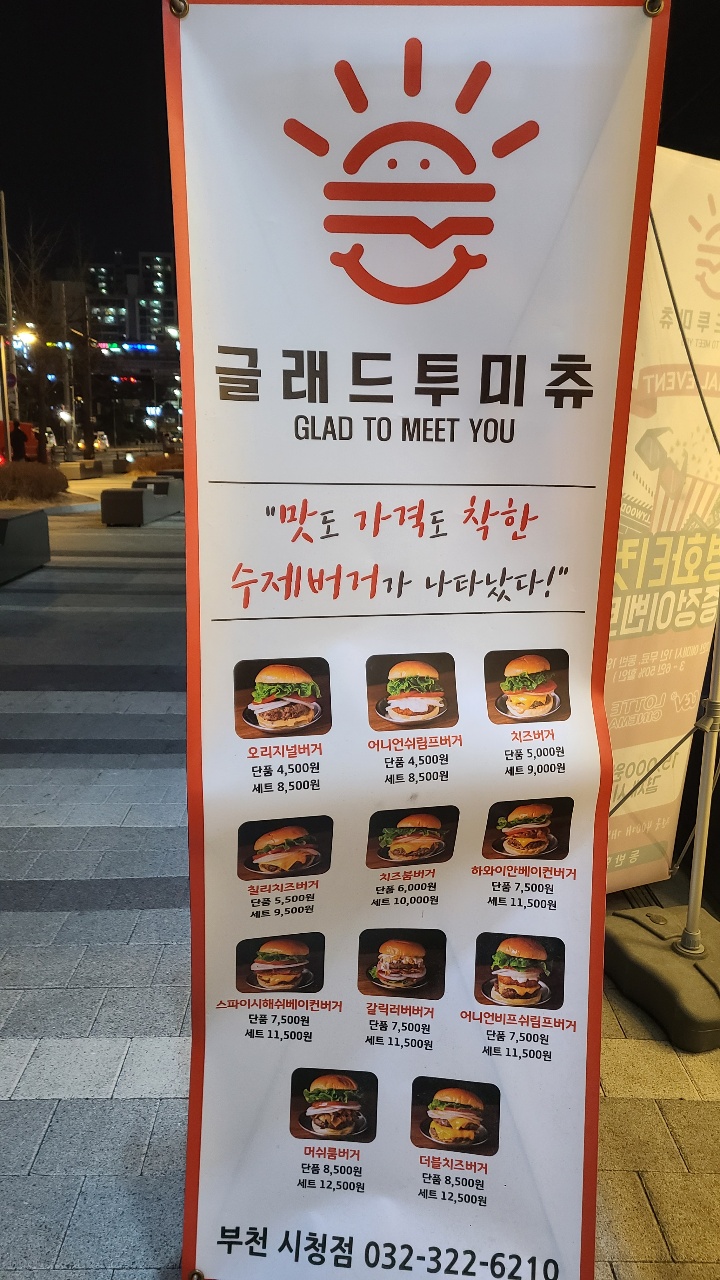 글래드투미츄
GLAD TO MEET YOU
"맛도 가격도 착한
수제버거가 나타났다!"
오리지널버거
단품 4,500원
세트 8,500원
어니언쉬림프버거
단품 4,500원
세트 8,500원
치즈버거
단품 5,000원
세트 9,000원
칠리치즈버거
단품 5,500원
세트 9,500원
치즈룸버거
단품 6,000원
세트 10,000원
하와이안베이컨버거
단품 7,500원
세트 11,500원
스파이시해쉬베이컨버거
단품 7,500원
세트 11,500원
갈릭러버버거
단품 7,500원
세트 11,500원
어니언비프쉬림프버거
단품 7,500원
세트 11,500원
머쉬룸버거
단품 8,500원
세트 12,500원
더블치즈버거
단품 8,500원
세트 12,500원
부천 시청점 032-322-6210